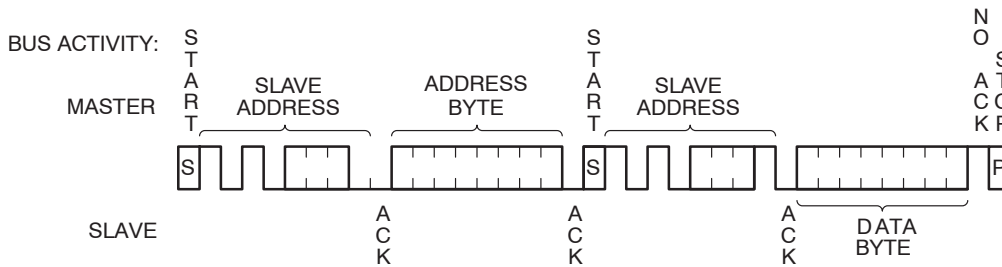 BUS ACTIVITY:
MASTER
START
SLAVE
ADDRESS
ADDRESS
BYTE
START
SLAVE
ADDRESS
NO ACK
STOP
S
S
P
SLAVE
ACK
ACK
ACK
DATA
BYTE